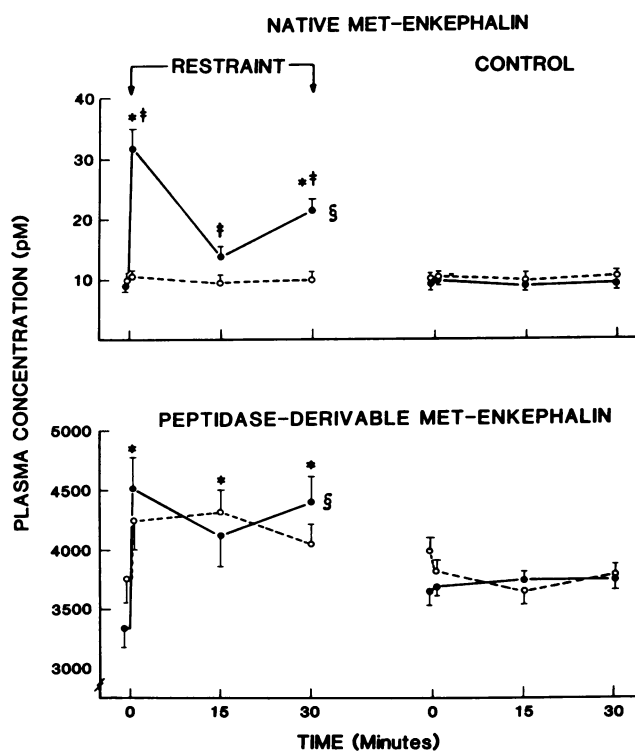 NATIVE MET-ENKEPHALIN
RESTRAINT
CONTROL
40
30
20
10
* ‡
‡
* ‡
§
PLASMA CONCENTRATION (pM)
PEPTIDASE-DERIVABLE MET-ENKEPHALIN
5000
4500
4000
3500
3000
*
*
*
§
0 15 30 0 15 30
TIME (Minutes)